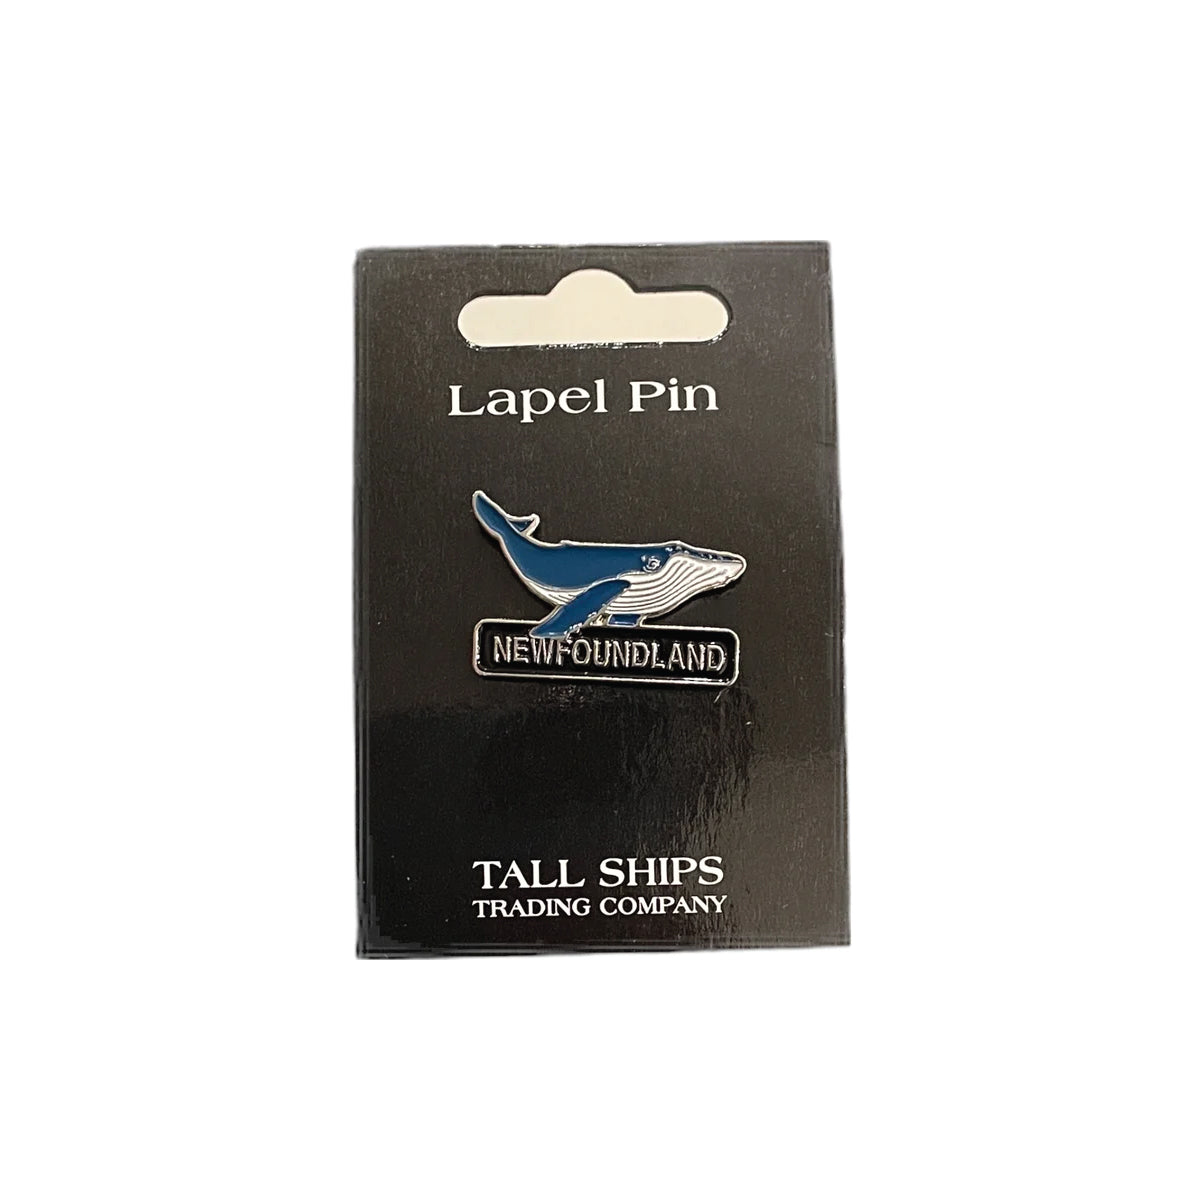 Lapel Pin
NEWFOUNDLAND
TALL SHIPS
TRADING COMPANY